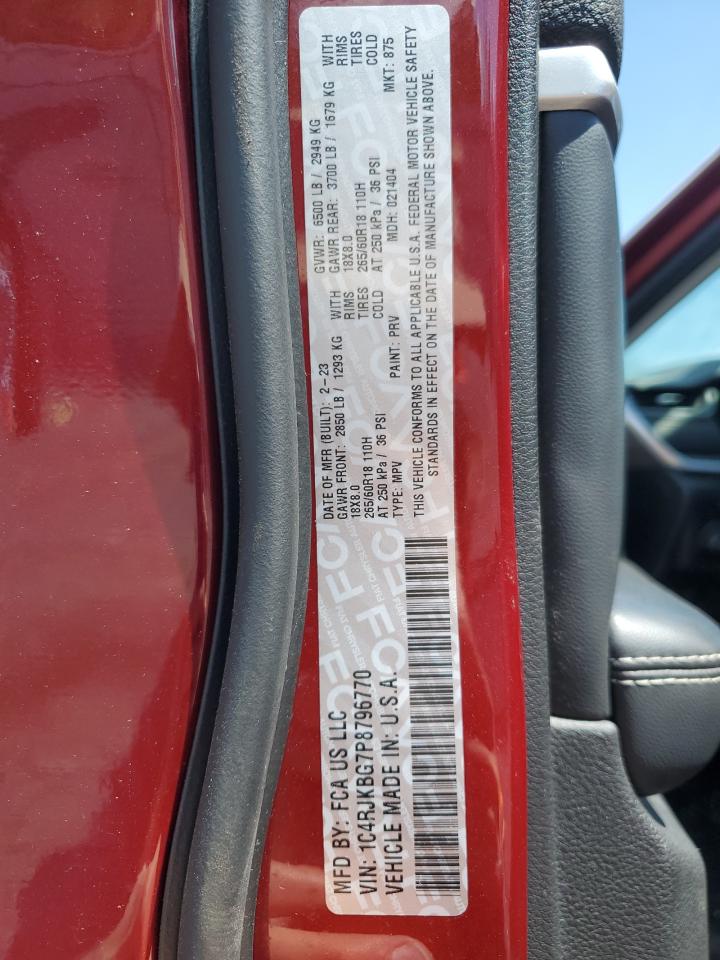 MFD BY: FCA US LLC
DATE OF MFR (BUILT): 2-23
GVWR: 6500 LB / 2949 KG
VIN: 1C4RJKBG7P8796770
GAWR FRONT: 2850 LB / 1293 KG WITH
GAWR REAR: 3700 LB / 1679 KG WITH
VEHICLE MADE IN: U.S.A.
18X8.0 RIMS
18X8.0 RIMS
265/60R18 110H TIRES
265/60R18 110H TIRES
AT 250 kPa / 36 PSI COLD
AT 250 kPa / 36 PSI COLD
TYPE: MPV PAINT: PRV MDH: 021404 MKT: 875
THIS VEHICLE CONFORMS TO ALL APPLICABLE U.S.A. FEDERAL MOTOR VEHICLE SAFETY
STANDARDS IN EFFECT ON THE DATE OF MANUFACTURE SHOWN ABOVE.